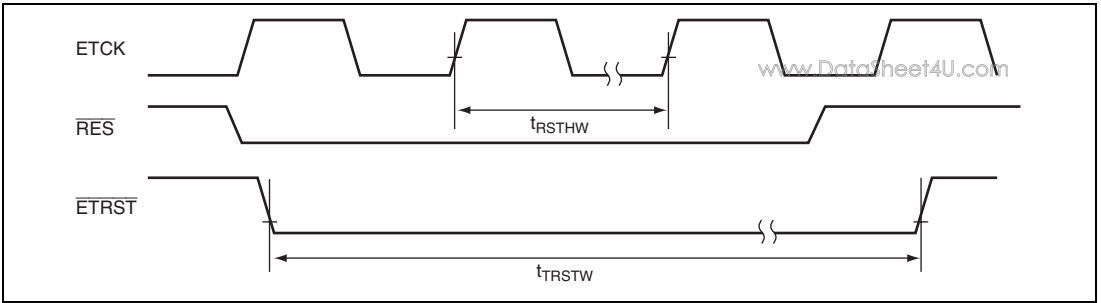 ETCK
www.DataSheet4U.com
RES
tRSTHW
ETRST
tTRSTW